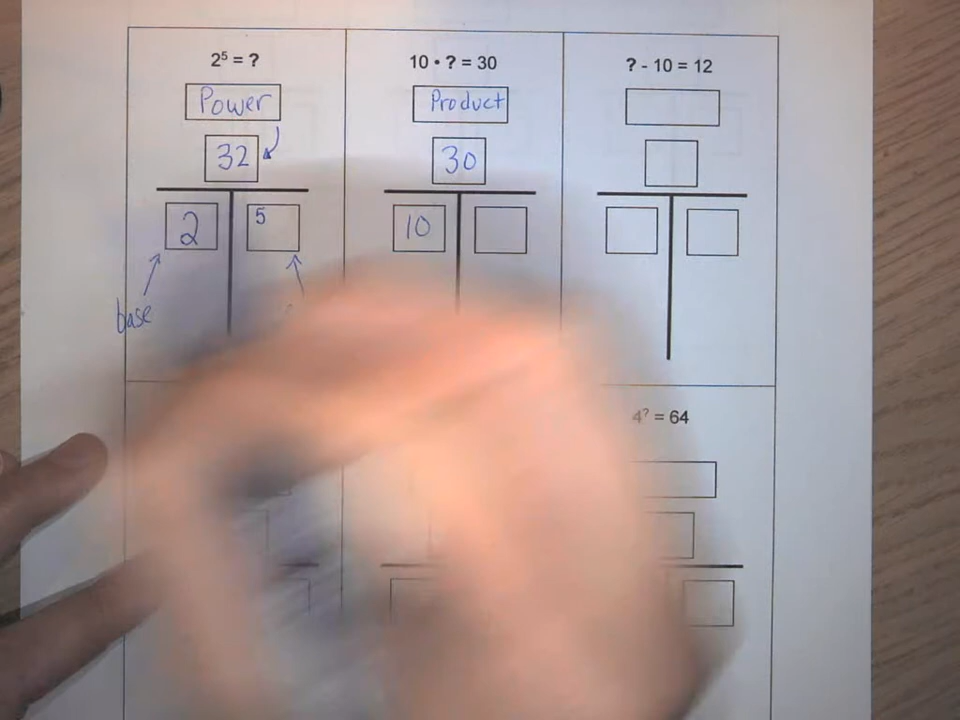 2⁵ = ?
Power
32
2
5
base
10 • ? = 30
Product
30
10
? - 10 = 12
4? = 64